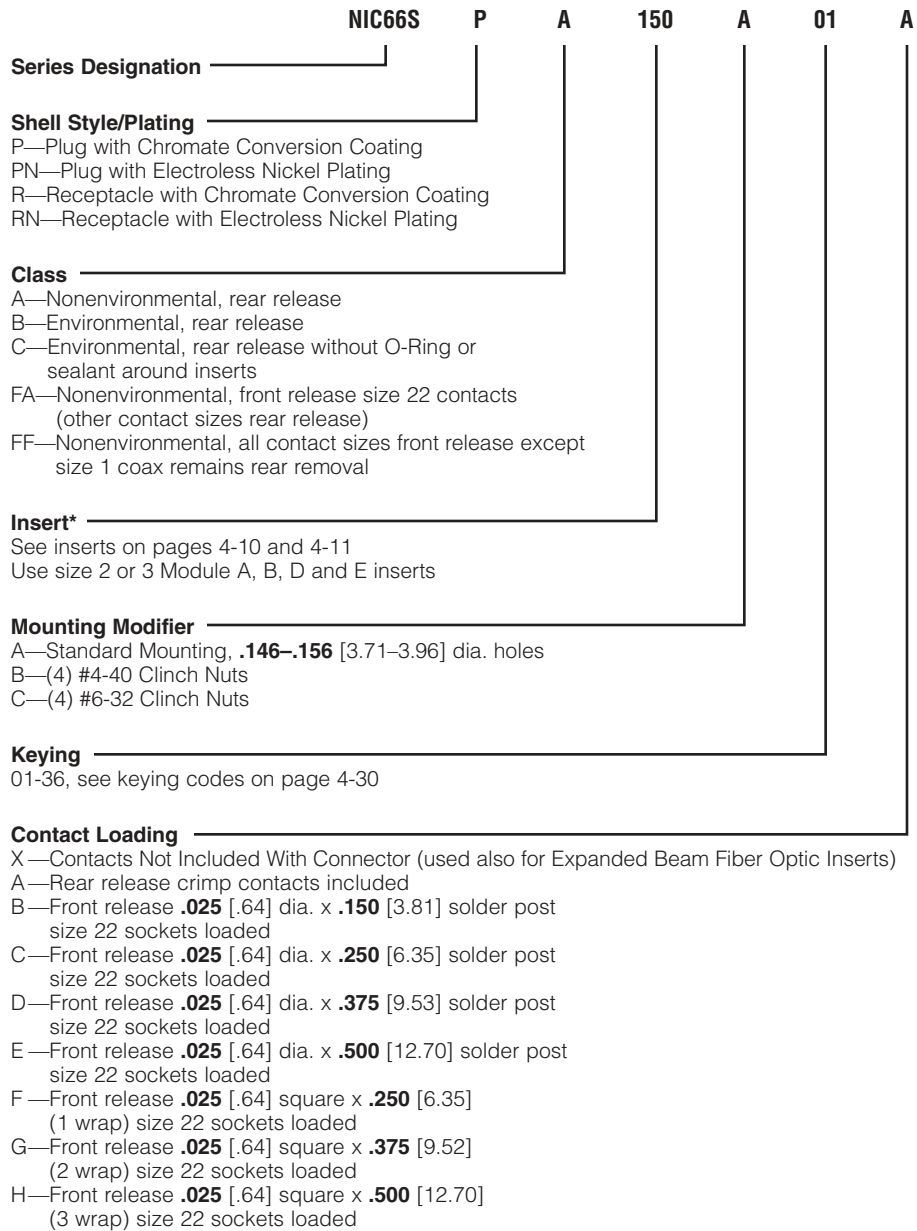 NIC66S P A 150 A 01 A
Series Designation
Shell Style/Plating
P—Plug with Chromate Conversion Coating
PN—Plug with Electroless Nickel Plating
R—Receptacle with Chromate Conversion Coating
RN—Receptacle with Electroless Nickel Plating
Class
A—Nonenvironmental, rear release
B—Environmental, rear release
C—Environmental, rear release without O-Ring or
sealant around inserts
FA—Nonenvironmental, front release size 22 contacts
(other contact sizes rear release)
FF—Nonenvironmental, all contact sizes front release except
size 1 coax remains rear removal
Insert*
See inserts on pages 4-10 and 4-11
Use size 2 or 3 Module A, B, D and E inserts
Mounting Modifier
A—Standard Mounting, .146–.156 [3.71–3.96] dia. holes
B—(4) #4-40 Clinch Nuts
C—(4) #6-32 Clinch Nuts
Keying
01-36, see keying codes on page 4-30
Contact Loading
X —Contacts Not Included With Connector (used also for Expanded Beam Fiber Optic Inserts)
A —Rear release crimp contacts included
B —Front release .025 [.64] dia. x .150 [3.81] solder post
size 22 sockets loaded
C—Front release .025 [.64] dia. x .250 [6.35] solder post
size 22 sockets loaded
D—Front release .025 [.64] dia. x .375 [9.53] solder post
size 22 sockets loaded
E —Front release .025 [.64] dia. x .500 [12.70] solder post
size 22 sockets loaded
F —Front release .025 [.64] square x .250 [6.35]
(1 wrap) size 22 sockets loaded
G—Front release .025 [.64] square x .375 [9.52]
(2 wrap) size 22 sockets loaded
H—Front release .025 [.64] square x .500 [12.70]
(3 wrap) size 22 sockets loaded